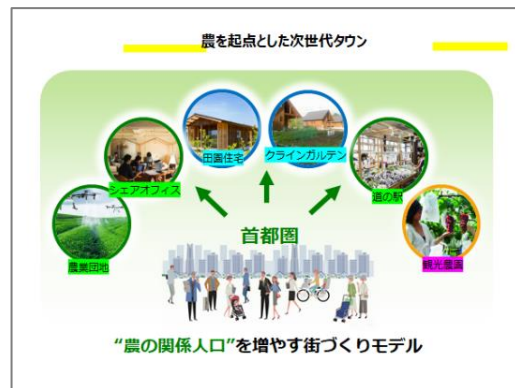 農を起点とした次世代タウン
田園住宅
クラインガルテン
シェアオフィス
道の駅
農業団地
首都圏
観光農園
“農の関係人口”を増やす街づくりモデル